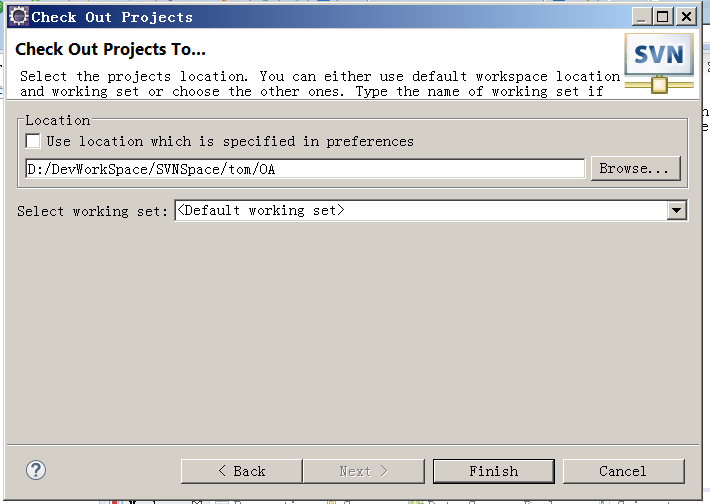 Check Out Projects
Check Out Projects To...
Select the projects location. You can either use default workspace location
and working set or choose the other ones. Type the name of working set if
SVN
Location
Use location which is specified in preferences
D:/DevWorkSpace/SVNSpace/tom/OA
Browse...
Select working set: <Default working set>
?
< Back Next > Finish Cancel